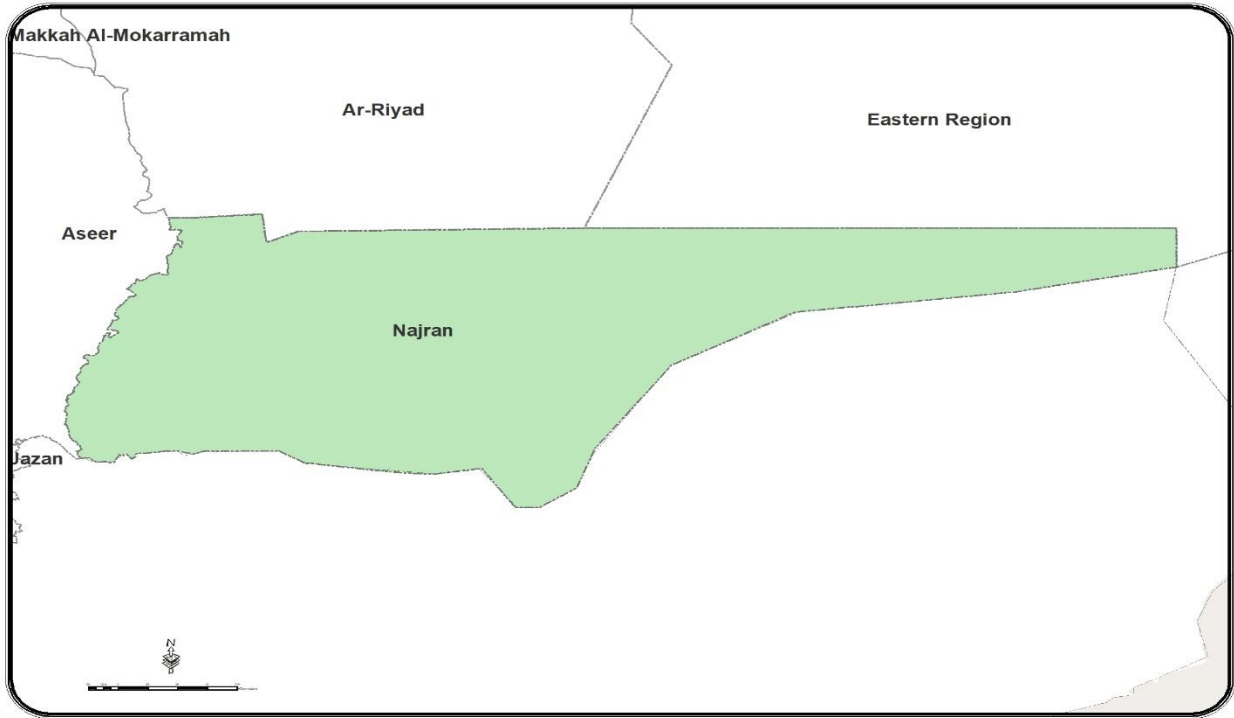 Makkah Al-Mokarramah
Ar-Riyad
Eastern Region
Aseer
Najran
Jazan
N